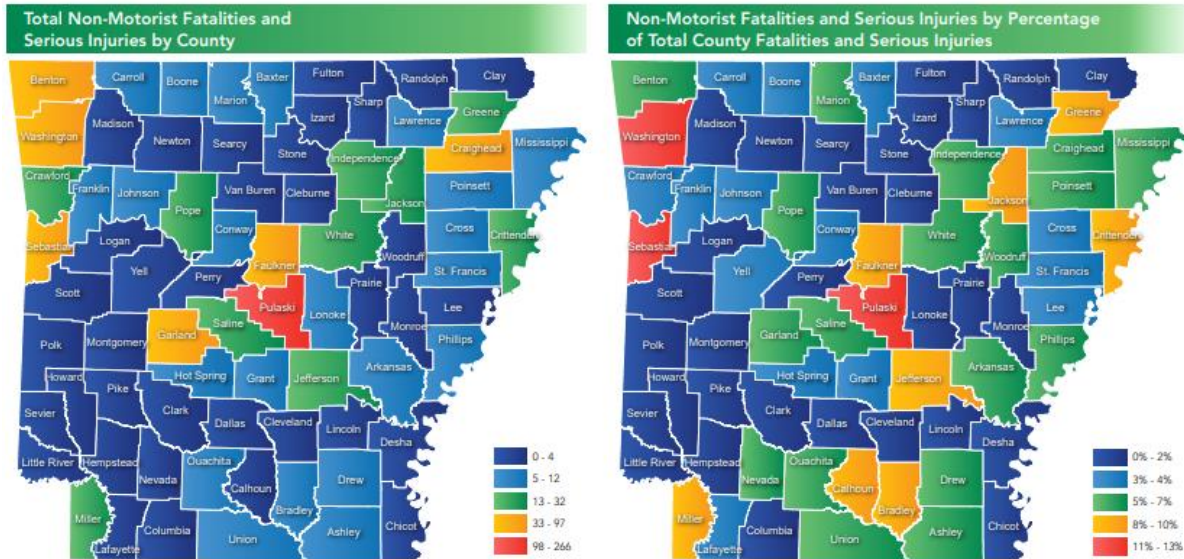 Total Non-Motorist Fatalities and
Serious Injuries by County
Benton
Carroll
Boone
Baxter
Marion
Fulton
Randolph
Clay
Sharp
Izard
Greene
Lawrence
Washington
Madison
Newton
Searcy
Stone
Independence
Craighead
Mississippi
Crawford
Franklin
Johnson
Pope
Van Buren
Cleburne
Jackson
Poinsett
Sebastian
Logan
Conway
White
Woodruff
Cross
Crittenden
St. Francis
Scott
Yell
Perry
Faulkner
Pulaski
Prairie
Lonoke
Lee
Monroe
Phillips
Polk
Montgomery
Garland
Saline
Hot Spring
Grant
Jefferson
Arkansas
Howard
Pike
Sevier
Clark
Dallas
Cleveland
Lincoln
Desha
Little River
Hempstead
Nevada
Ouachita
Calhoun
Bradley
Drew
Miller
Lafayette
Columbia
Union
Ashley
Chicot
0 - 4
5 - 12
13 - 32
33 - 97
98 - 266
Non-Motorist Fatalities and Serious Injuries by Percentage
of Total County Fatalities and Serious Injuries
Benton
Carroll
Boone
Baxter
Marion
Fulton
Randolph
Clay
Sharp
Izard
Greene
Lawrence
Washington
Madison
Newton
Searcy
Stone
Independence
Craighead
Mississippi
Crawford
Franklin
Johnson
Pope
Van Buren
Cleburne
Jackson
Poinsett
Sebastian
Logan
Conway
White
Woodruff
Cross
Crittenden
St. Francis
Scott
Yell
Perry
Faulkner
Pulaski
Prairie
Lonoke
Lee
Monroe
Phillips
Polk
Montgomery
Garland
Saline
Hot Spring
Grant
Jefferson
Arkansas
Howard
Pike
Sevier
Clark
Dallas
Cleveland
Lincoln
Desha
Little River
Hempstead
Nevada
Ouachita
Calhoun
Bradley
Drew
Miller
Lafayette
Columbia
Union
Ashley
Chicot
0% - 2%
3% - 4%
5% - 7%
8% - 10%
11% - 13%